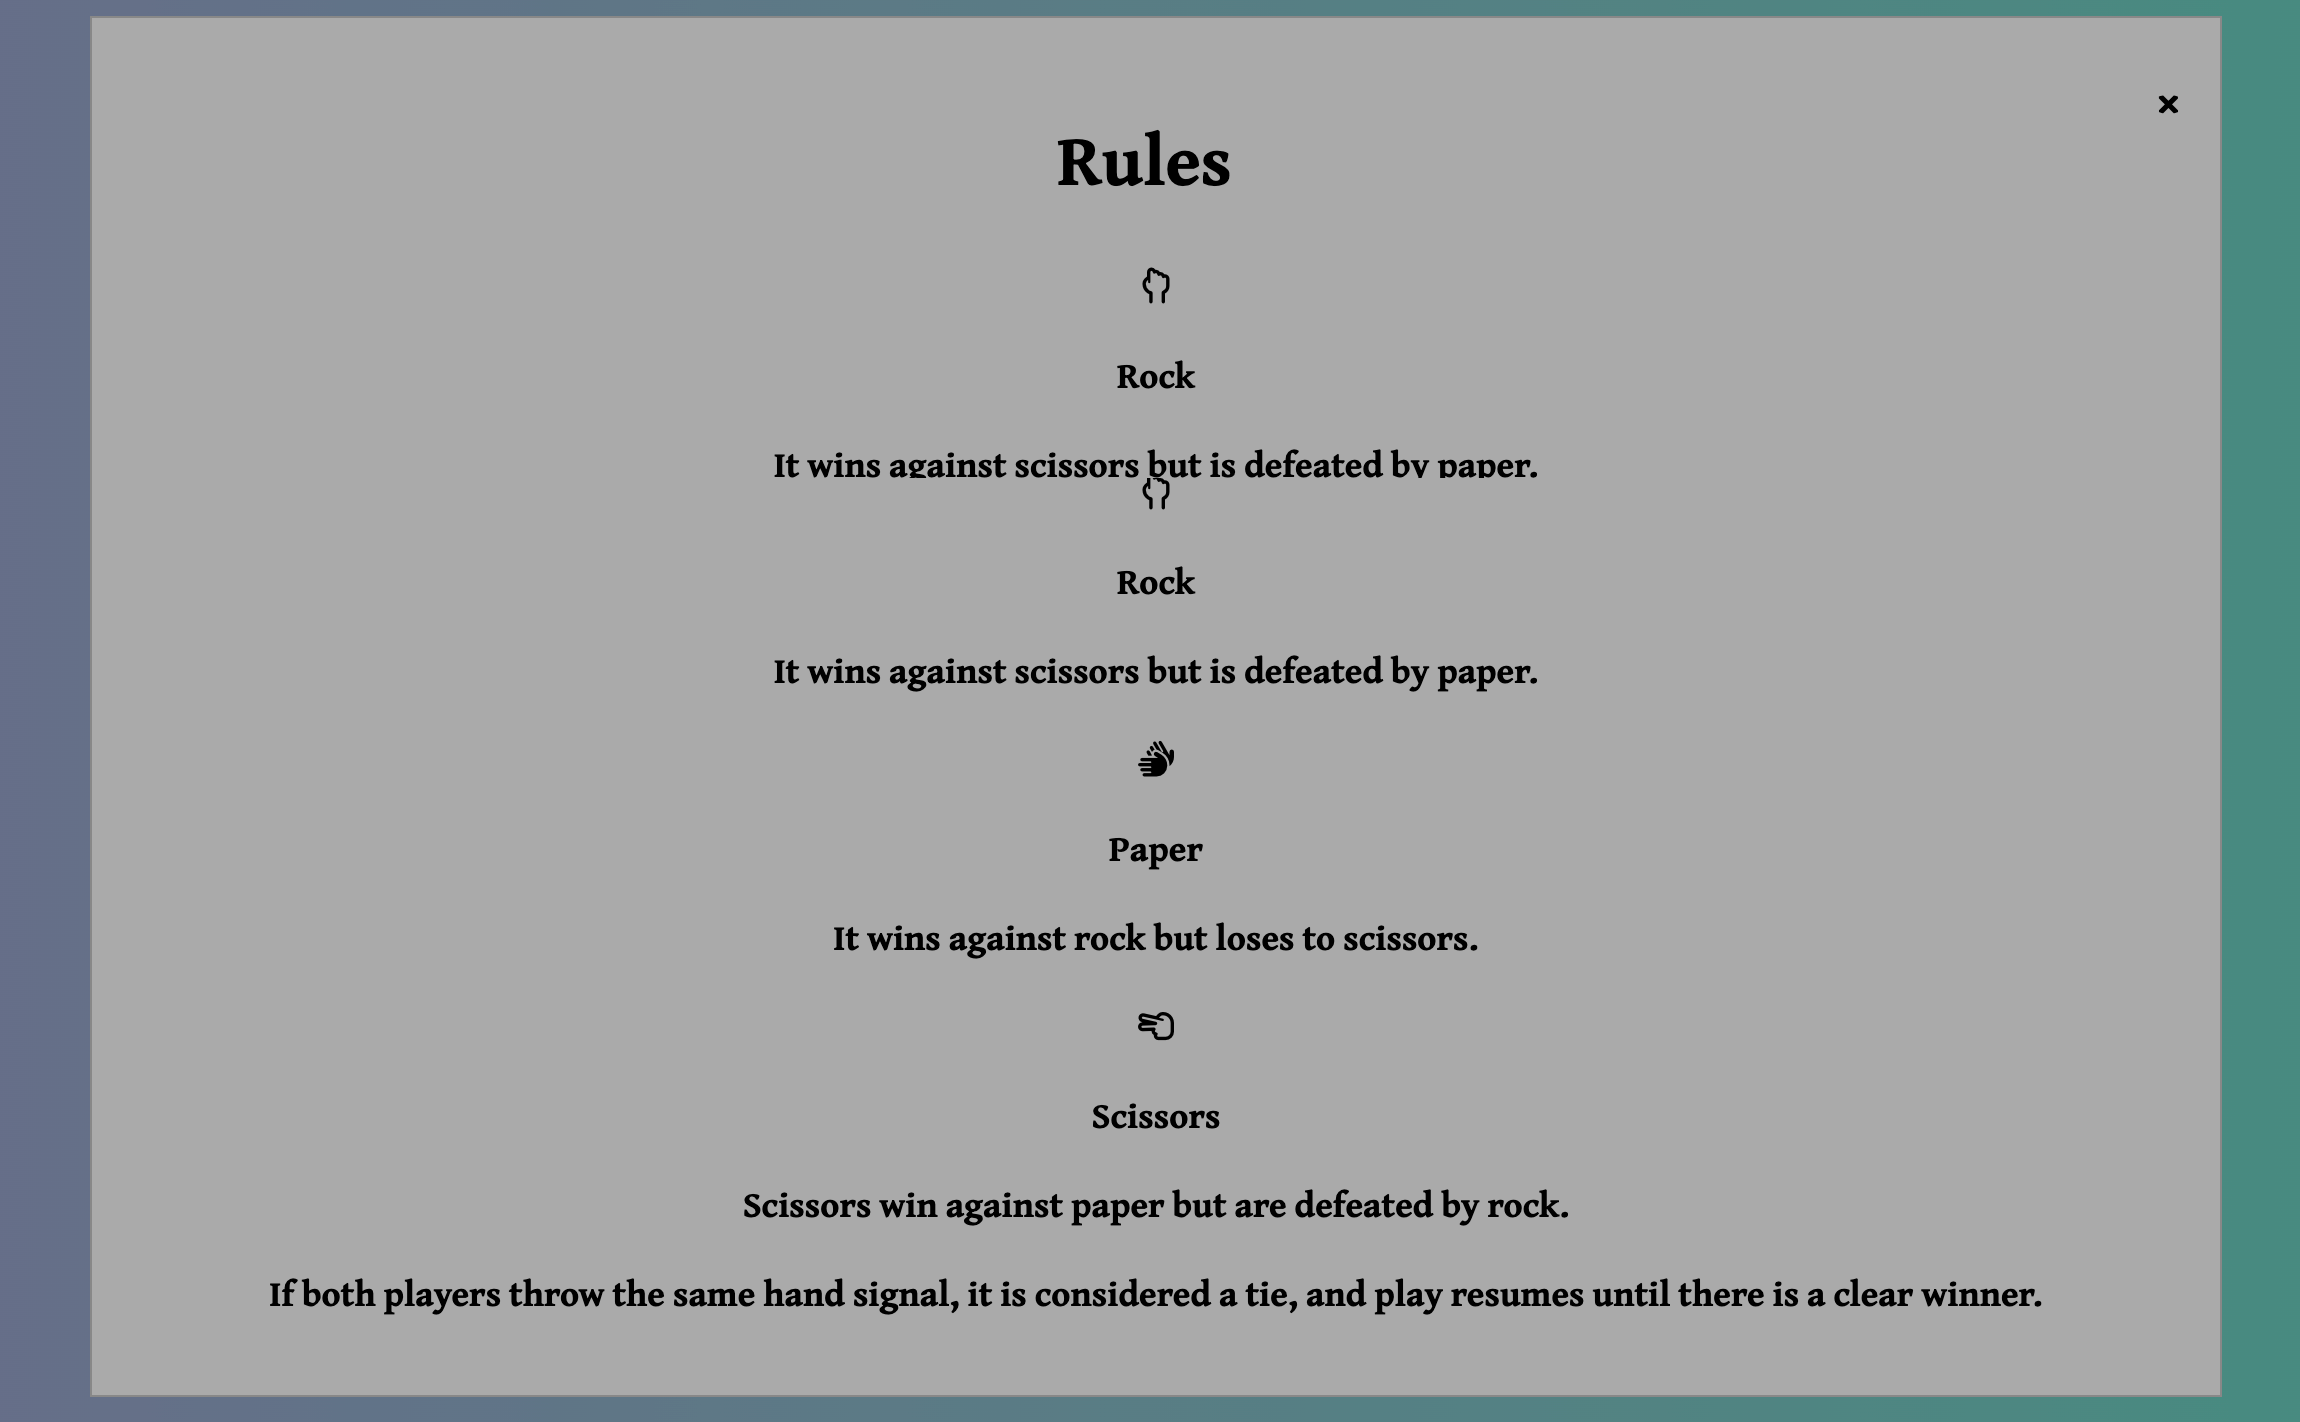 Rules
Rock
It wins against scissors but is defeated by paper.
Rock
It wins against scissors but is defeated by paper.
Paper
It wins against rock but loses to scissors.
Scissors
Scissors win against paper but are defeated by rock.
If both players throw the same hand signal, it is considered a tie, and play resumes until there is a clear winner.